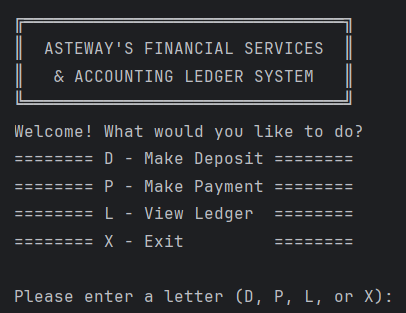 ASTEWAY'S FINANCIAL SERVICES
& ACCOUNTING LEDGER SYSTEM
Welcome! What would you like to do?
======== D - Make Deposit ========
======== P - Make Payment ========
======== L - View Ledger  ========
======== X - Exit         ========
Please enter a letter (D, P, L, or X):